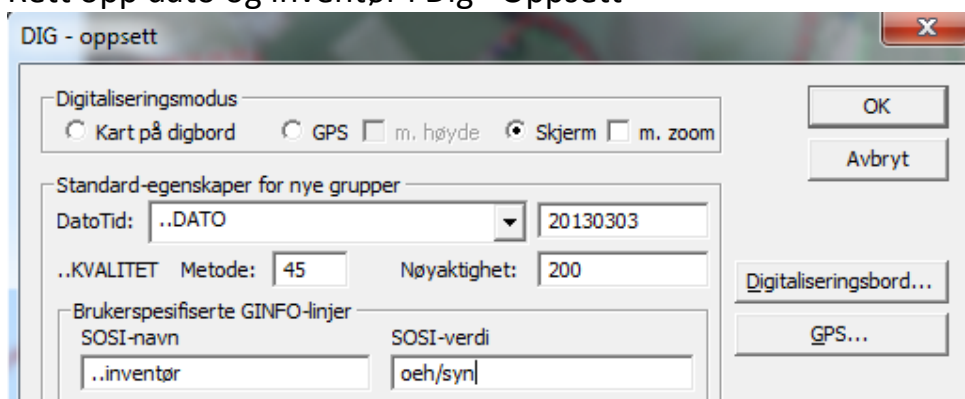 Rett opp dato og inventør i Dig - Oppsett
DIG - oppsett
Digitaliseringsmodus
Kart på digbord GPS m. høyde Skjerm m. zoom
OK
Avbryt
Standard-egenskaper for nye grupper
DatoTid: ..DATO 20130303
..KVALITET Metode: 45 Nøyaktighet: 200
Digitaliseringsbord...
GPS...
Brukerspesifiserte GINFO-linjer
SOSI-navn SOSI-verdi
..inventør oeh/syn